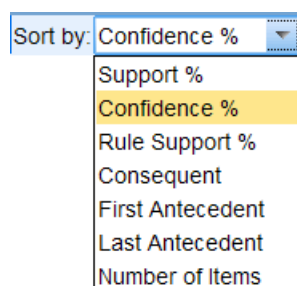 Sort by: Confidence %
Support %
Confidence %
Rule Support %
Consequent
First Antecedent
Last Antecedent
Number of Items